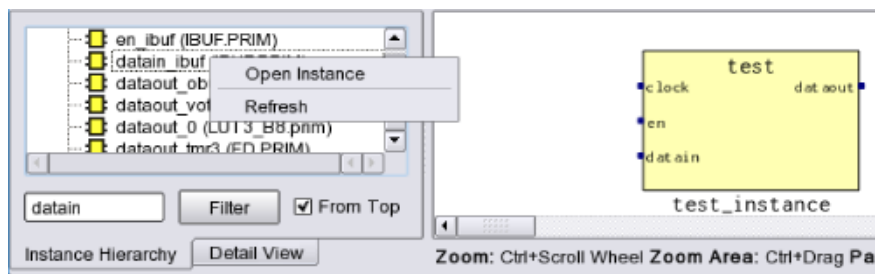 en_ibuf (IBUF.PRIM)
datain_ibuf
dataout_ob
dataout_vot
dataout_0 (LUT3_B8.prim)
dataout_tmr3 (FD.PRIM)
Open Instance
Refresh
datain
Filter
From Top
Instance Hierarchy
Detail View
test
clock
dataout
en
datain
test_instance
Zoom: Ctrl+Scroll Wheel Zoom Area: Ctrl+Drag Pa